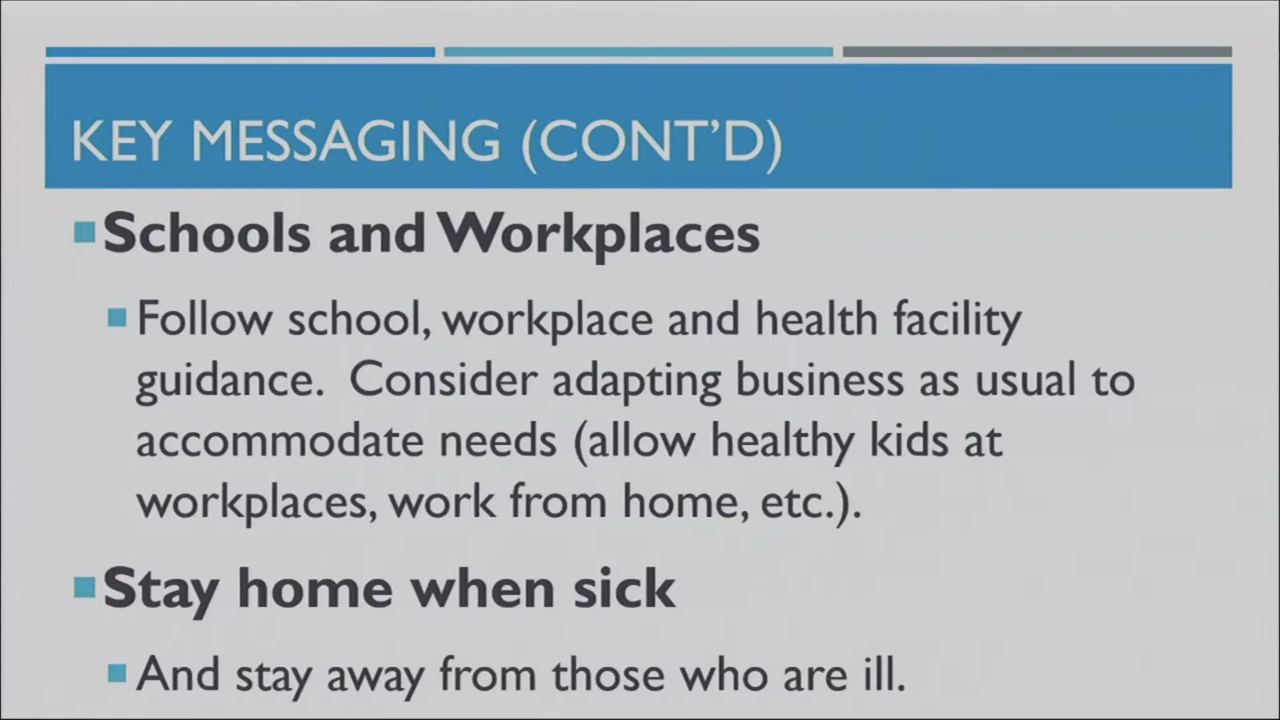 KEY MESSAGING (CONT’D)
Schools and Workplaces
Follow school, workplace and health facility
guidance.  Consider adapting business as usual to
accommodate needs (allow healthy kids at
workplaces, work from home, etc.).
Stay home when sick
And stay away from those who are ill.